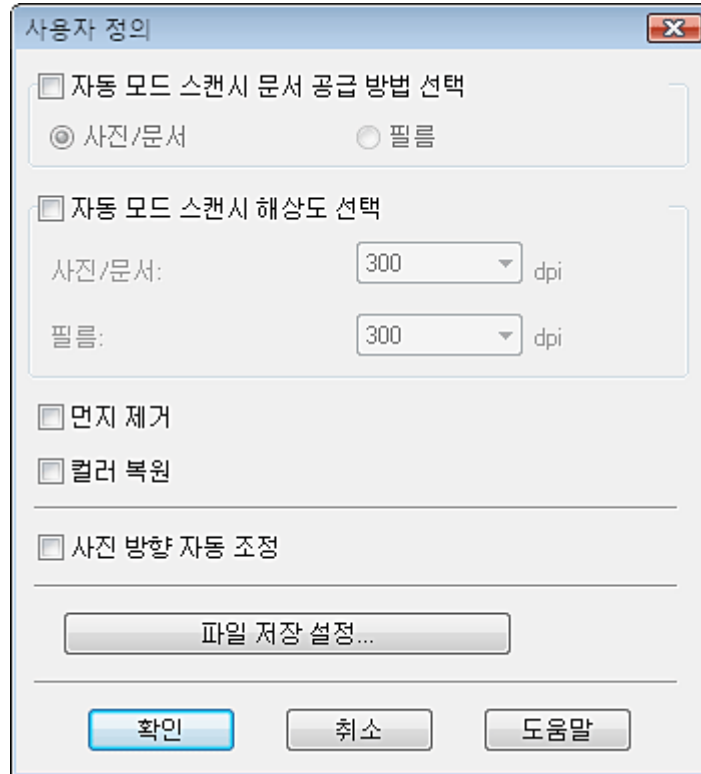 사용자 정의
자동 모드 스캔시 문서 공급 방법 선택
사진/문서 필름
자동 모드 스캔시 해상도 선택
사진/문서: 300 dpi
필름: 300 dpi
먼지 제거
컬러 복원
사진 방향 자동 조정
파일 저장 설정...
확인 취소 도움말